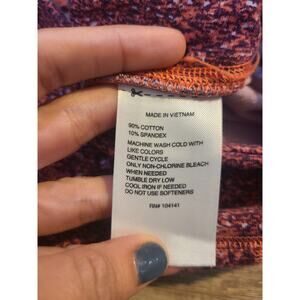 MADE IN VIETNAM
90% COTTON
10% SPANDEX
MACHINE WASH COLD WITH
LIKE COLORS
GENTLE CYCLE
ONLY NON-CHLORINE BLEACH
WHEN NEEDED
TUMBLE DRY LOW
COOL IRON IF NEEDED
DO NOT USE SOFTENERS
RN# 104141